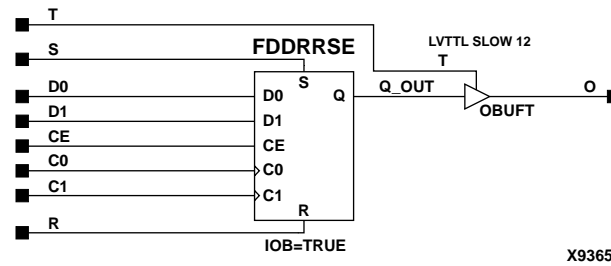 T
S
FDDRRSE
LVTTL SLOW 12
T
D0
D0
S
Q
Q_OUT
O
D1
D1
OBUFT
CE
CE
C0
C0
C1
C1
R
R
IOB=TRUE
X9365